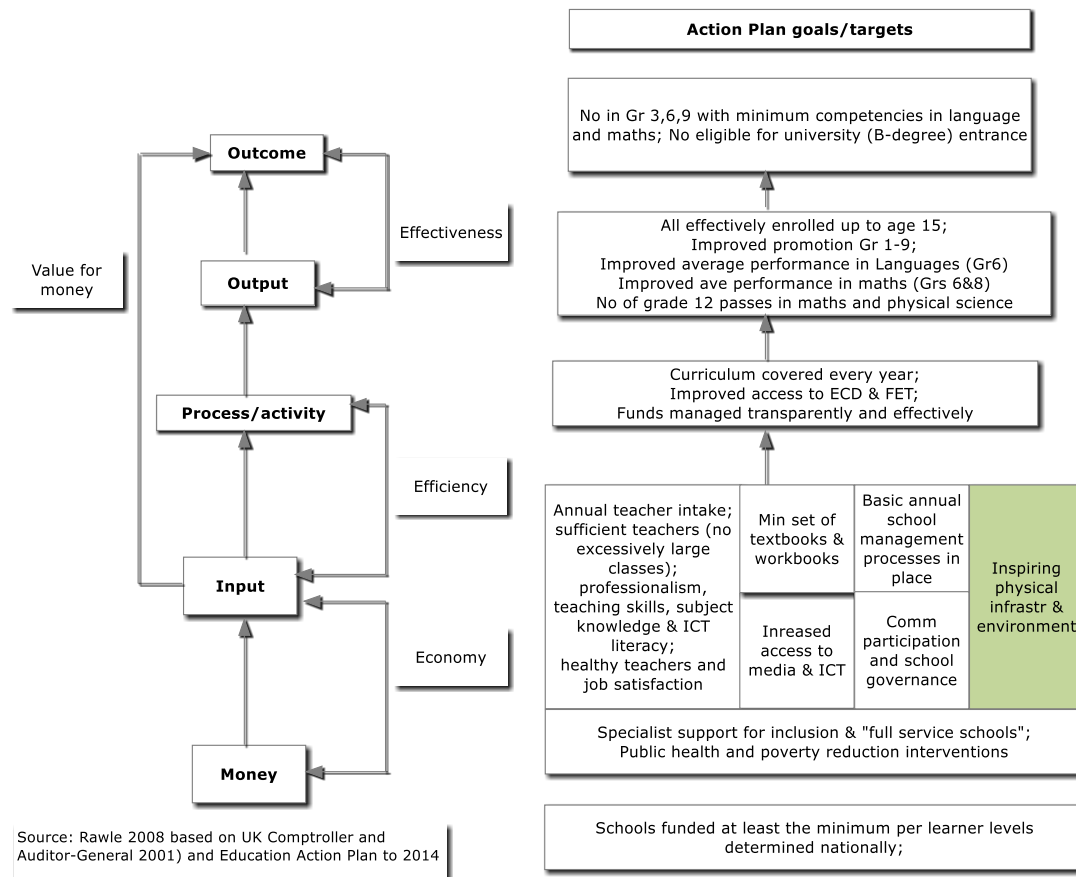 Action Plan goals/targets
No in Gr 3,6,9 with minimum competencies in language
and maths; No eligible for university (B-degree) entrance
Outcome
Effectiveness
Value for
money
Output
All effectively enrolled up to age 15;
Improved promotion Gr 1-9;
Improved average performance in Languages (Gr6)
Improved ave performance in maths (Grs 6&8)
No of grade 12 passes in maths and physical science
Process/activity
Curriculum covered every year;
Improved access to ECD & FET;
Funds managed transparently and effectively
Efficiency
Input
Economy
Money
Annual teacher intake;
sufficient teachers (no
excessively large
classes);
professionalism,
teaching skills, subject
knowledge & ICT
literacy;
healthy teachers and
job satisfaction
Min set of
textbooks &
workbooks
Inreased
access to
media & ICT
Basic annual
school
management
processes in
place
Comm
participation
and school
governance
Inspiring
physical
infrastr &
environment
Specialist support for inclusion & "full service schools";
Public health and poverty reduction interventions
Schools funded at least the minimum per learner levels
determined nationally;
Source: Rawle 2008 based on UK Comptroller and
Auditor-General 2001) and Education Action Plan to 2014